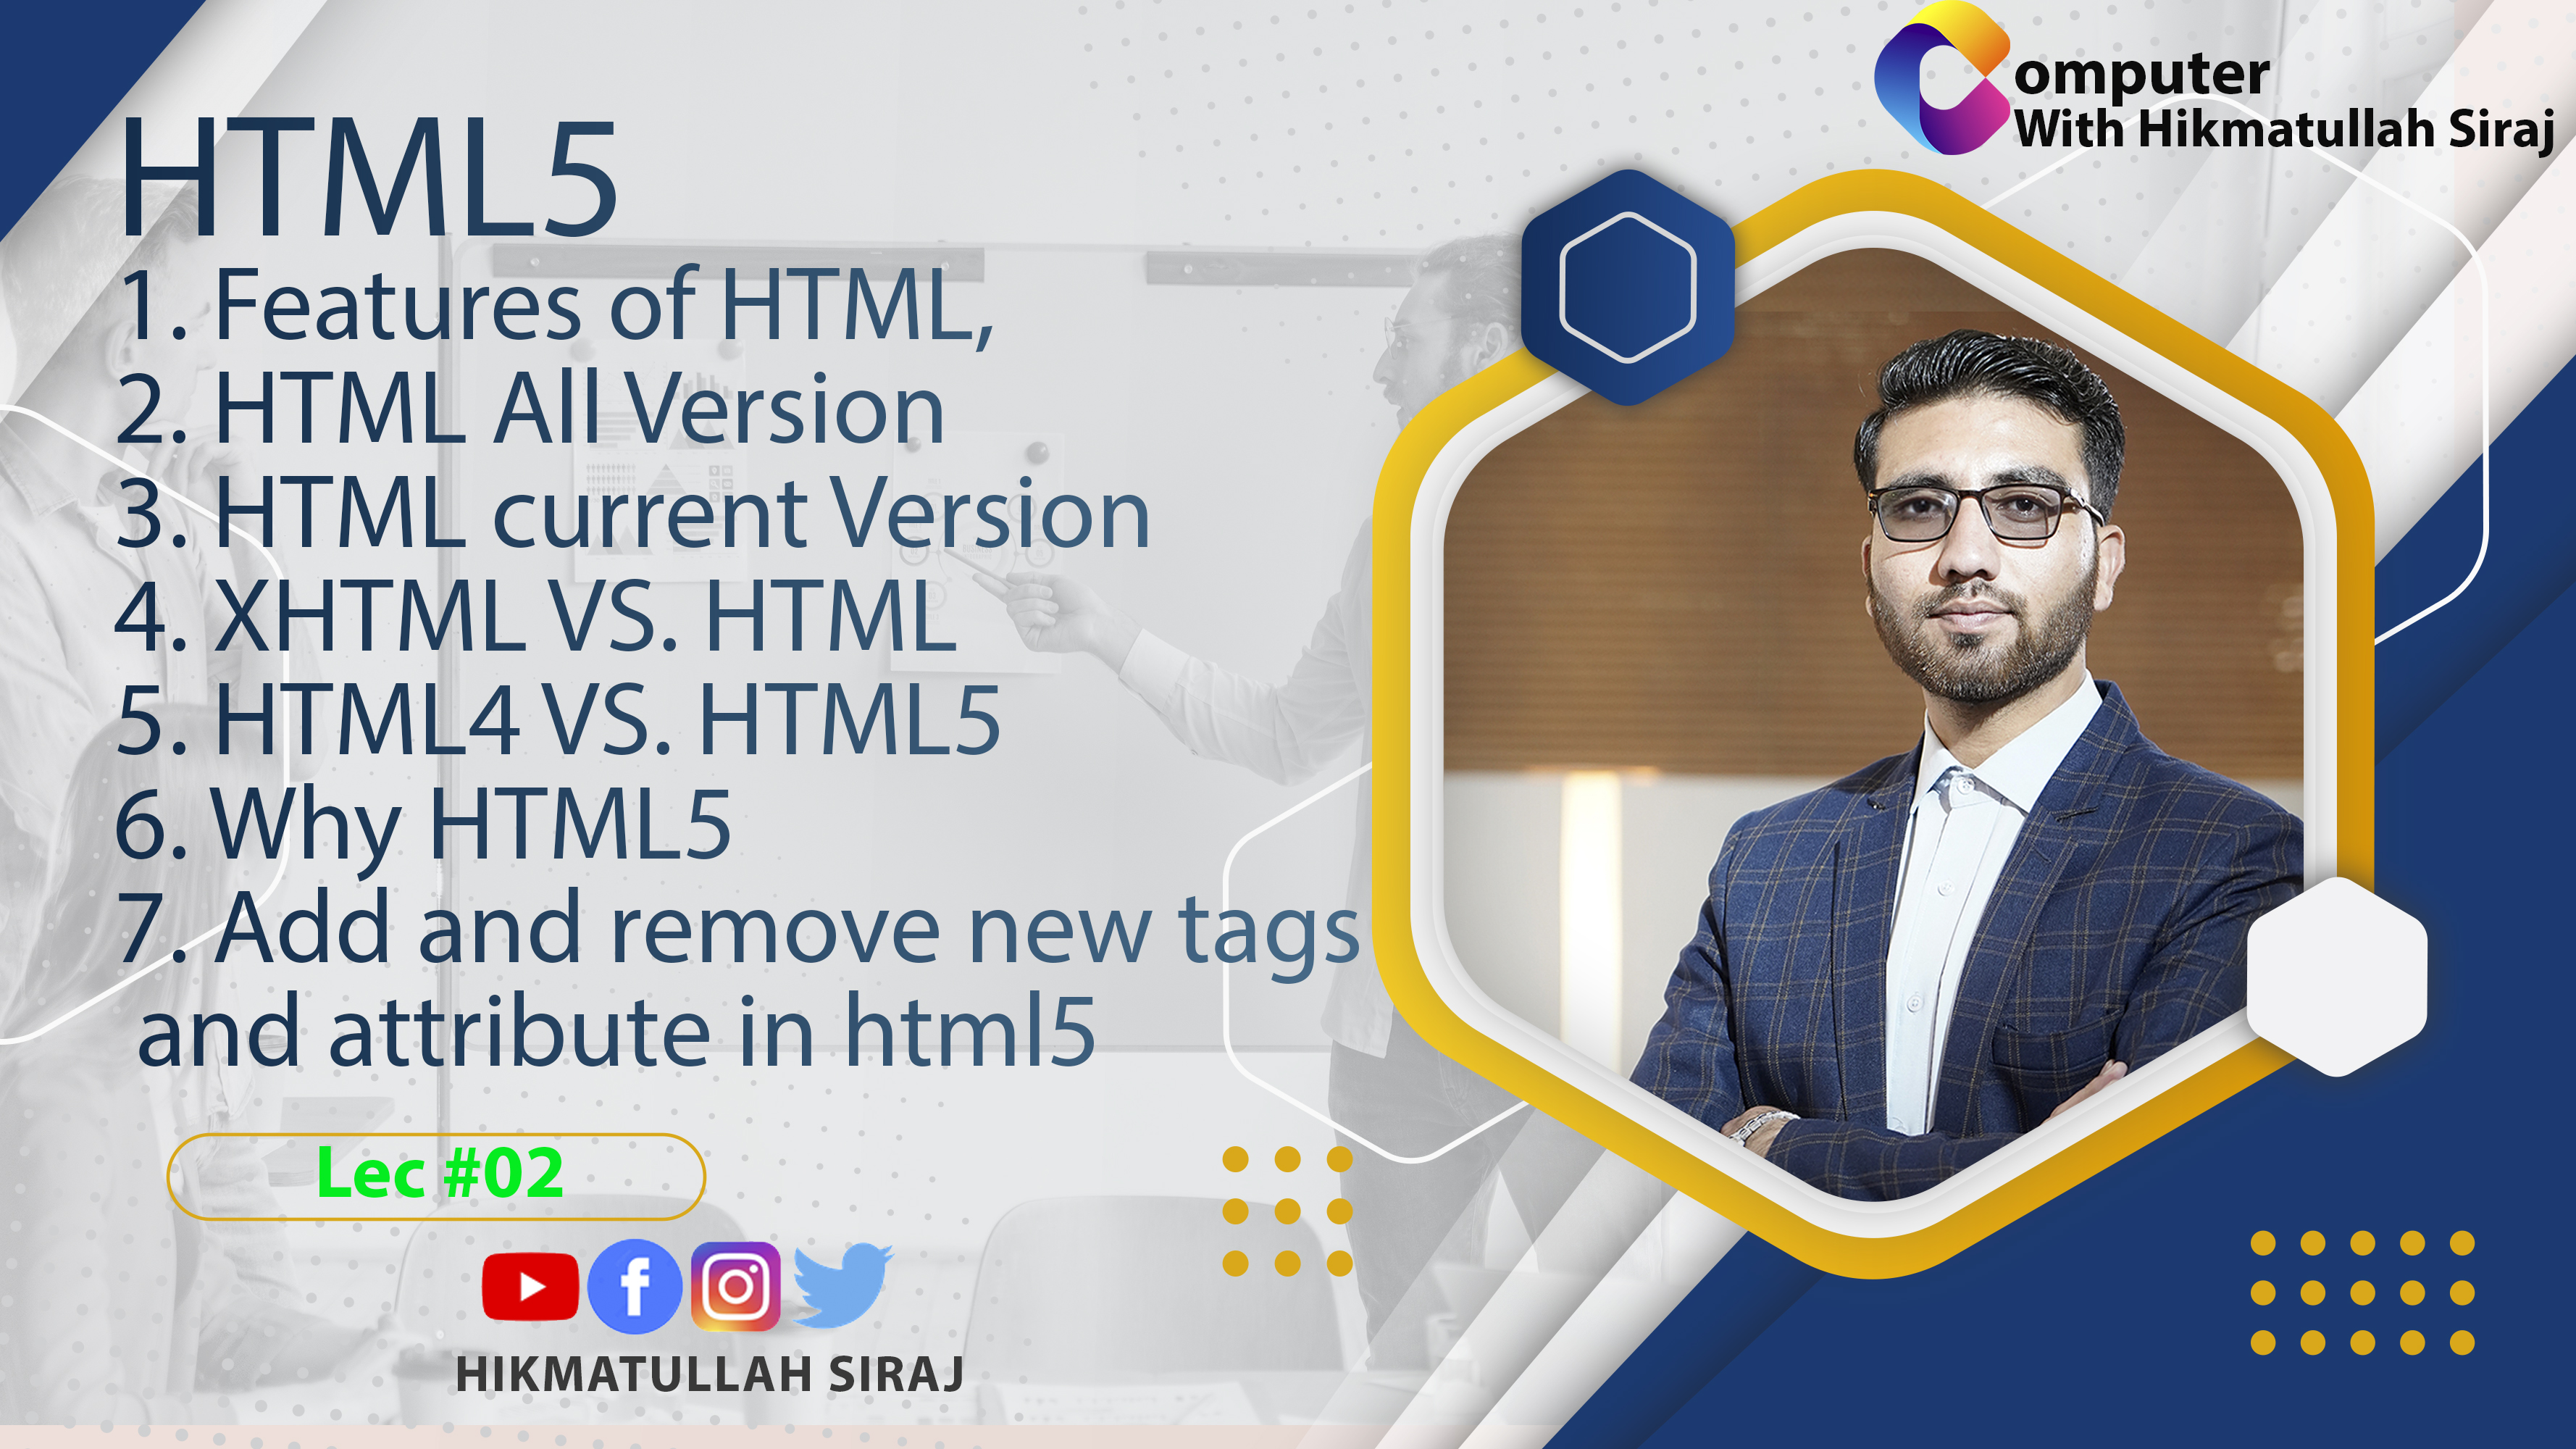 Computer
With Hikmatullah Siraj
HTML5
1. Features of HTML,
2. HTML All Version
3. HTML current Version
4. XHTML VS. HTML
5. HTML4 VS. HTML5
6. Why HTML5
7. Add and remove new tags
and attribute in html5
Lec #02
HIKMATULLAH SIRAJ